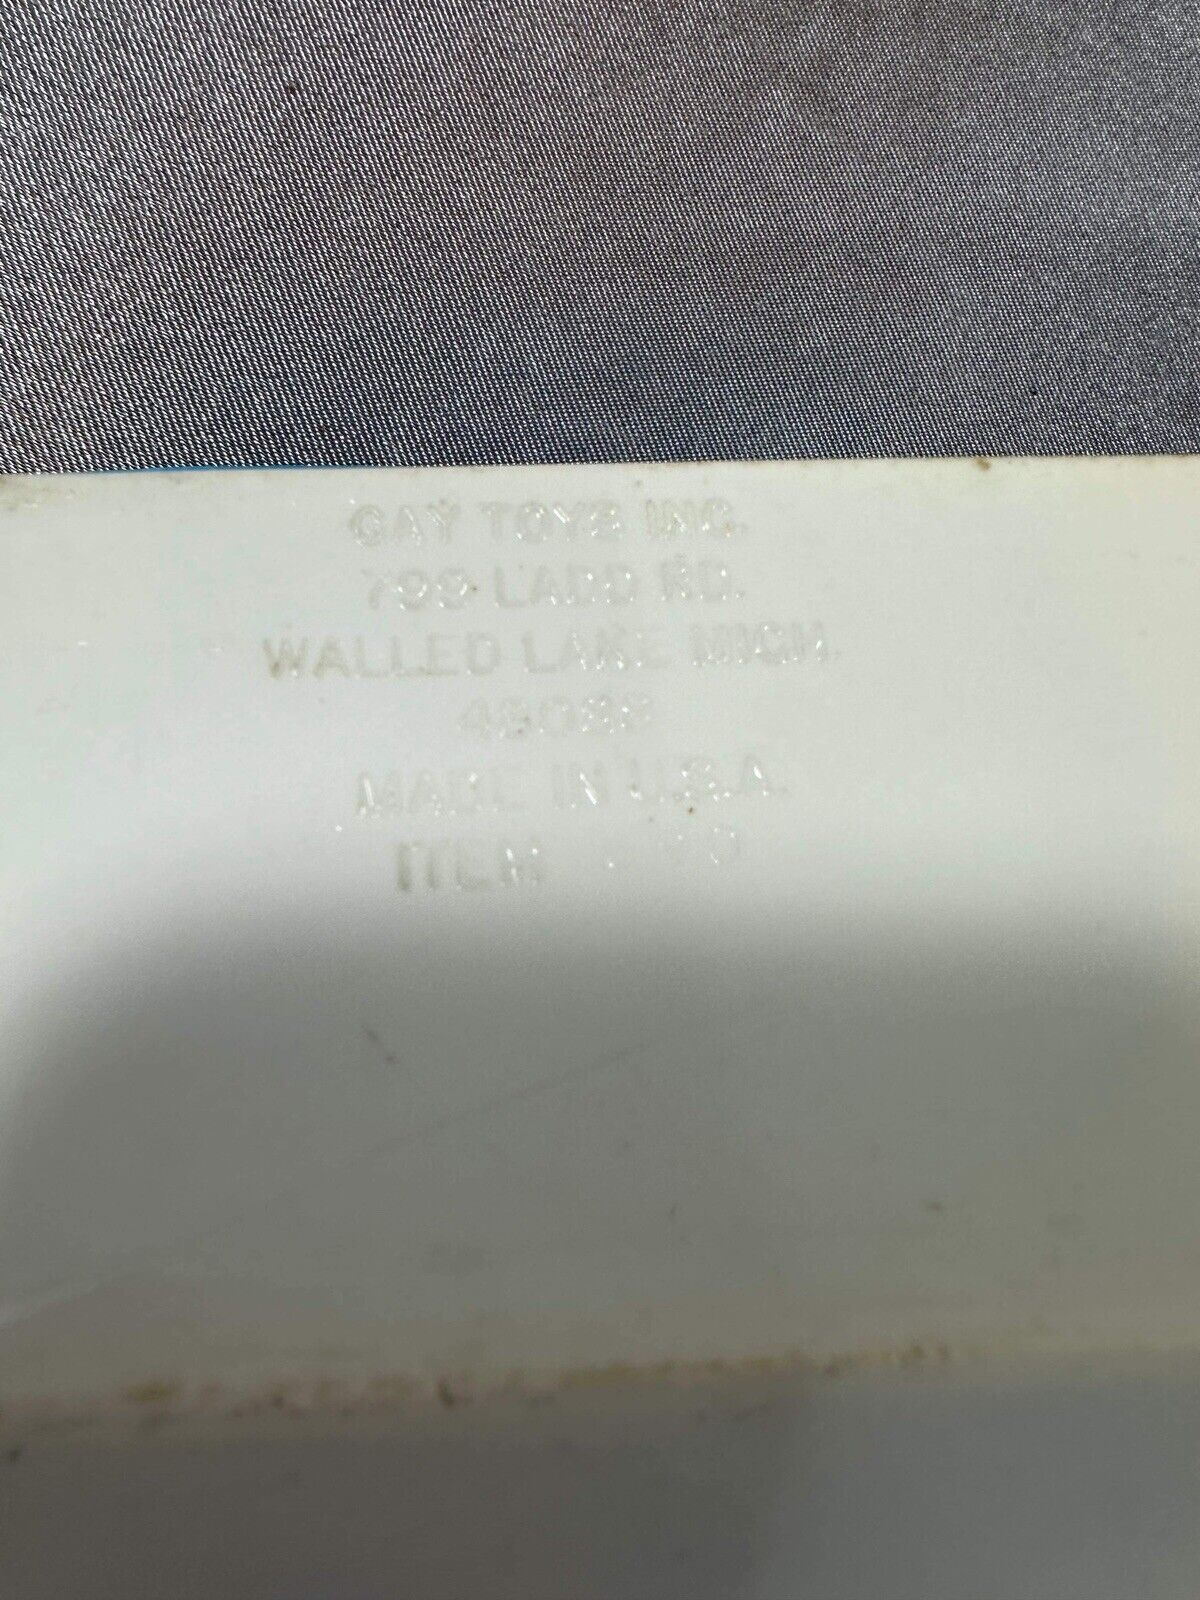 GAY TOYS INC.
799 LADD RD.
WALLED LAKE MICH.
48088
MADE IN U.S.A.
ITEM